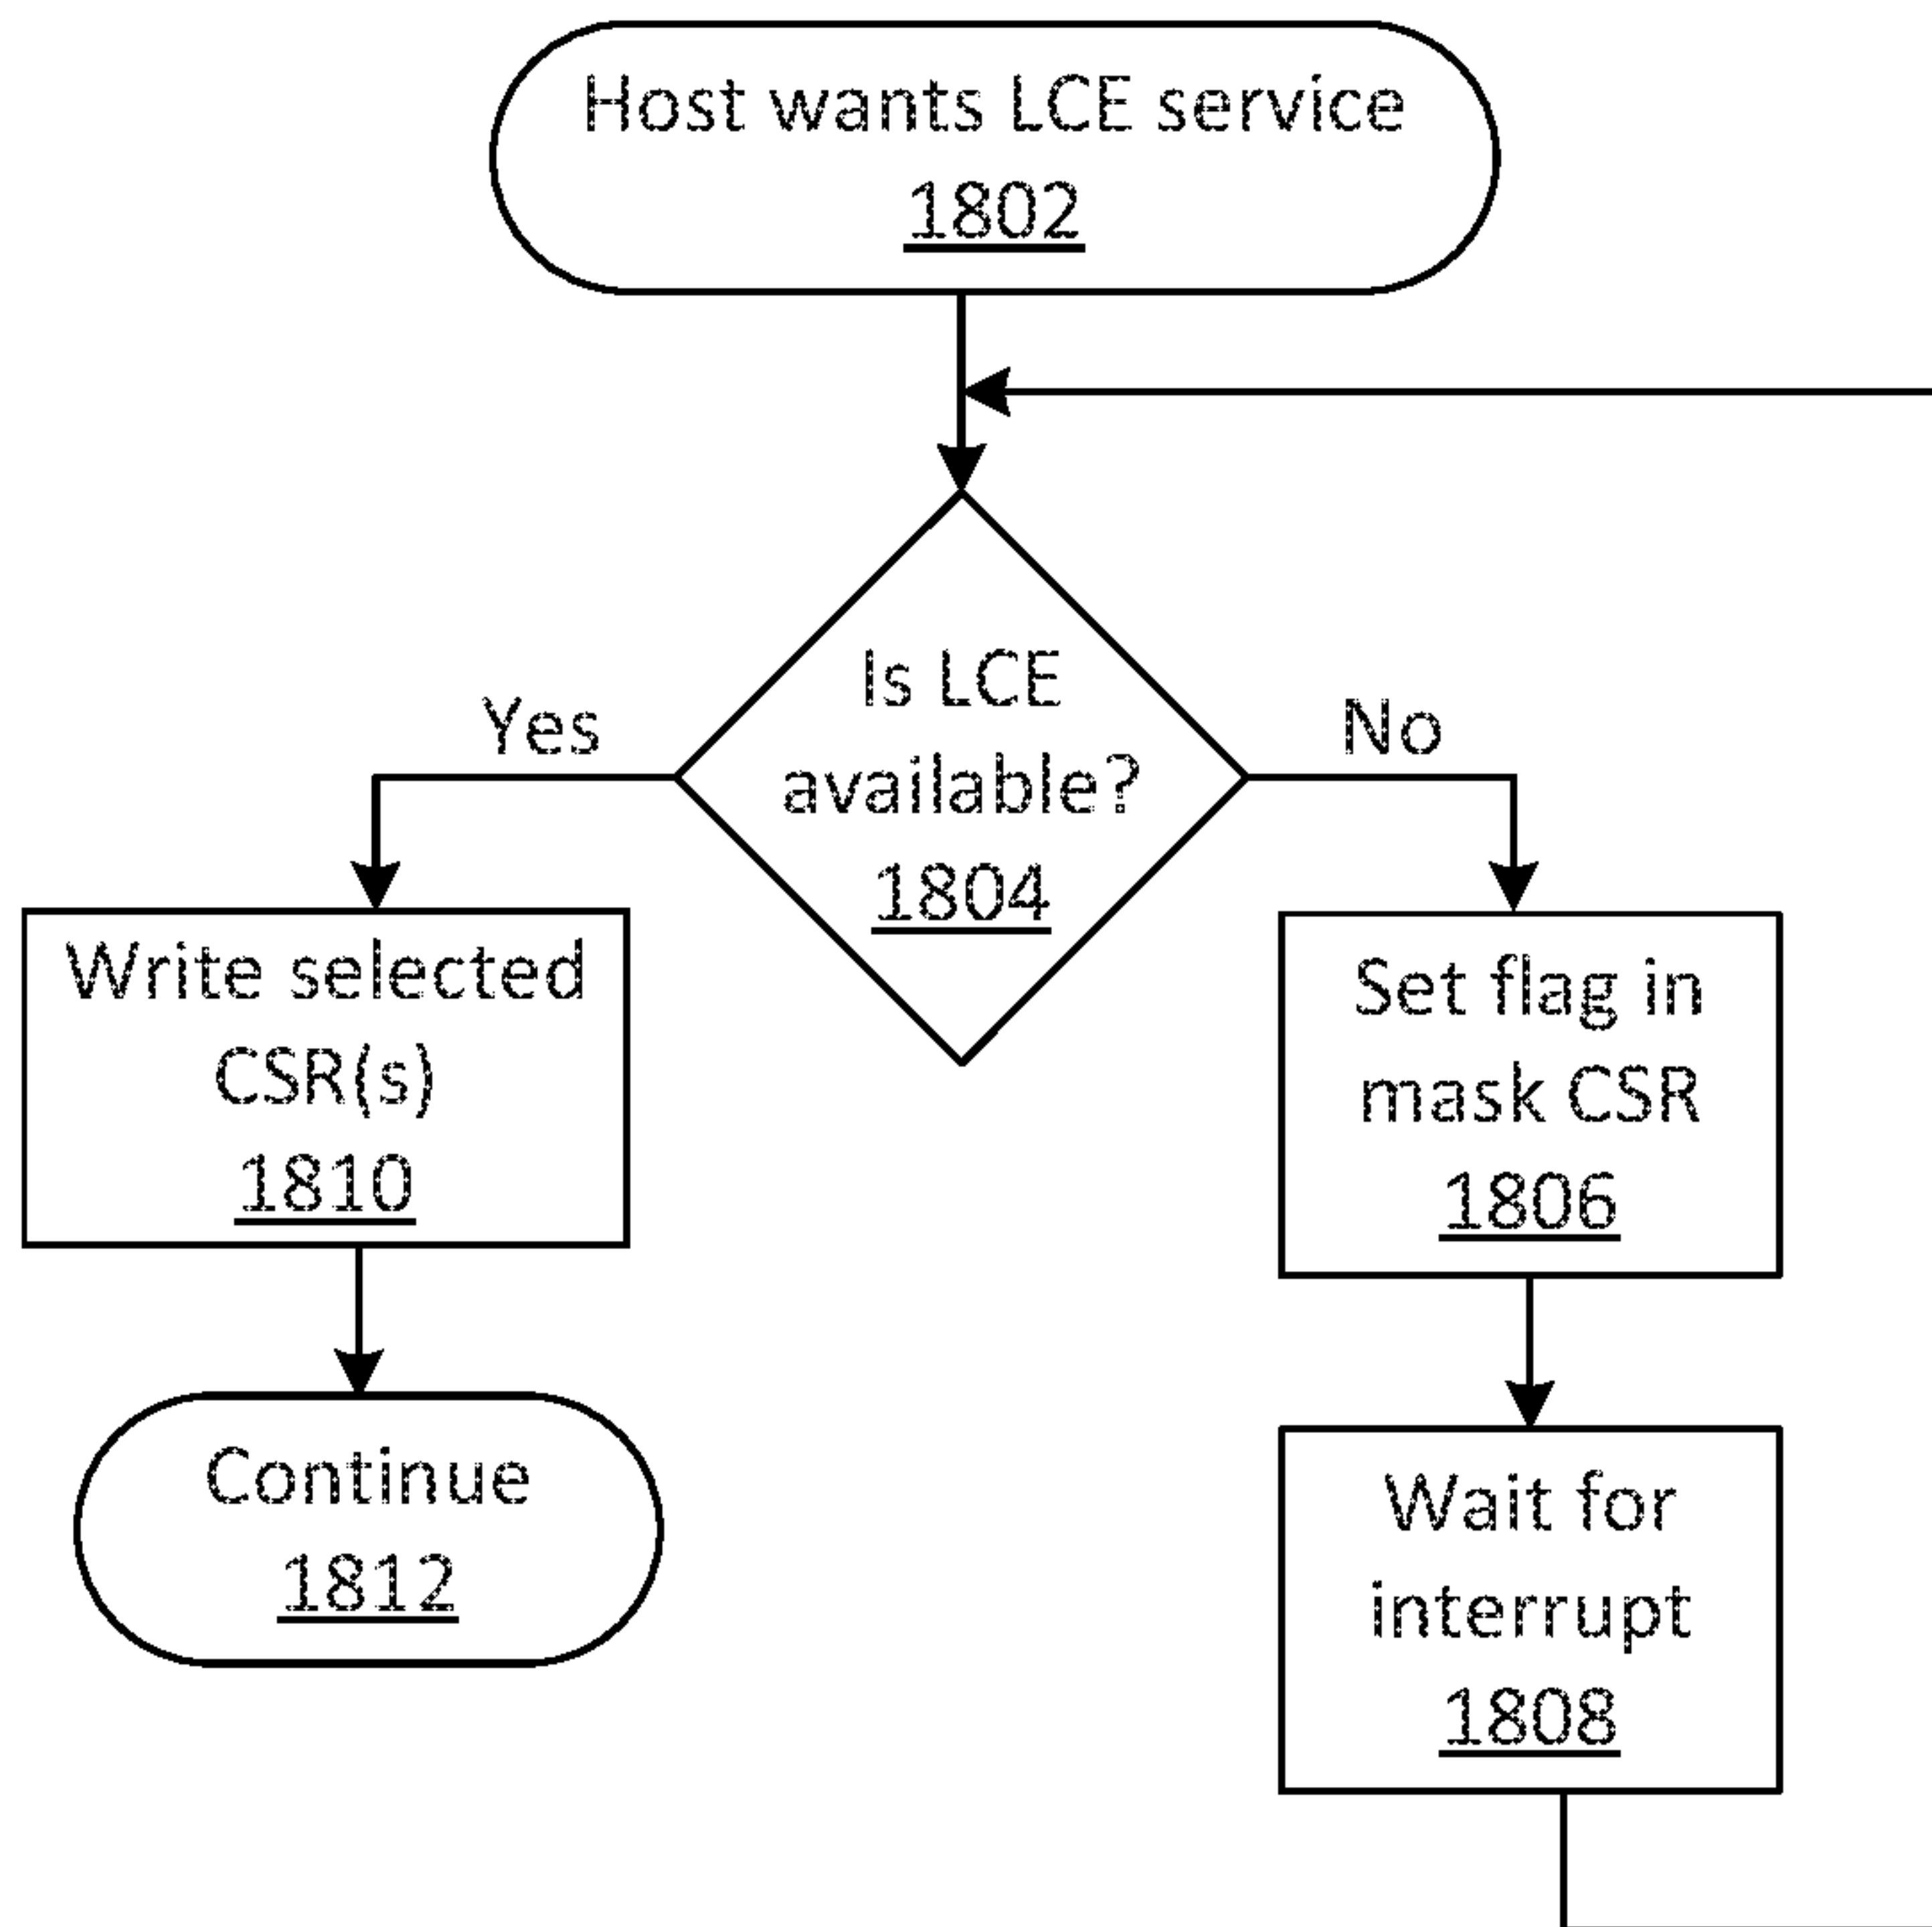 Host wants LCE service
1802
Is LCE
available?
1804
Yes
No
Write selected
CSR(s)
1810
Set flag in
mask CSR
1806
Continue
1812
Wait for
interrupt
1808